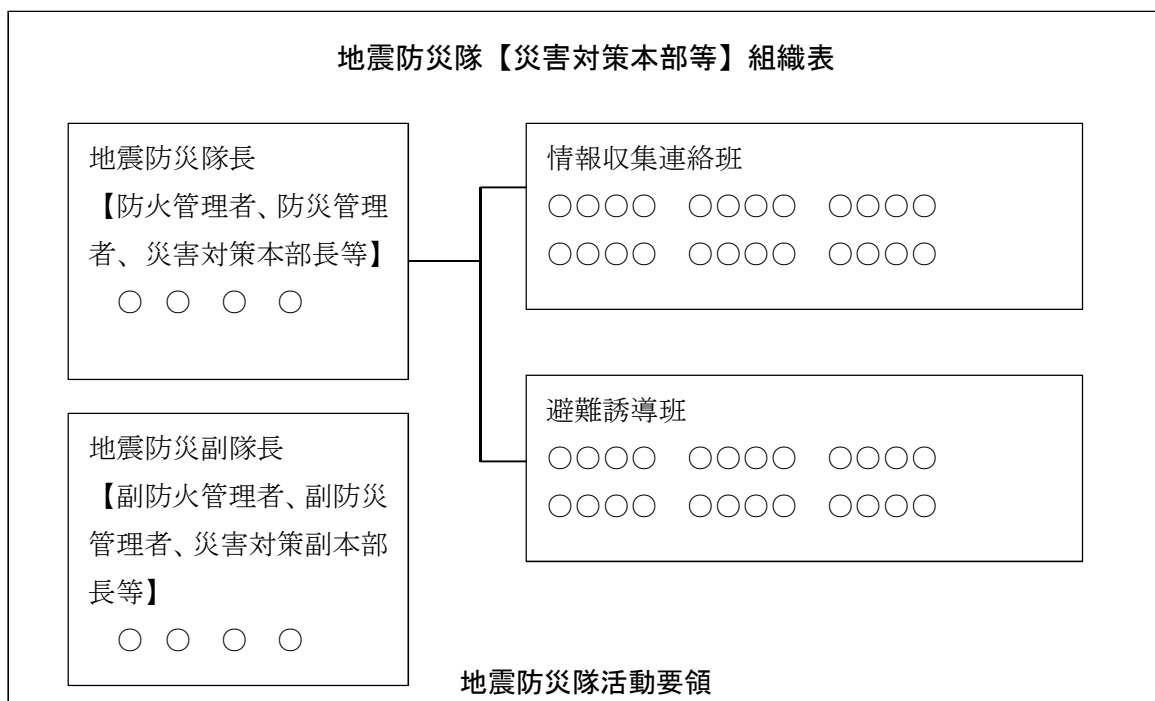 地震防災隊【災害対策本部等】組織表
地震防災隊長
【防火管理者、防災管理
者、災害対策本部長等】
○ ○ ○ ○
地震防災副隊長
【副防火管理者、副防災
管理者、災害対策副本部
長等】
○ ○ ○ ○
情報収集連絡班
○○○○ ○○○○ ○○○○
○○○○ ○○○○ ○○○○
避難誘導班
○○○○ ○○○○ ○○○○
○○○○ ○○○○ ○○○○
地震防災隊活動要領